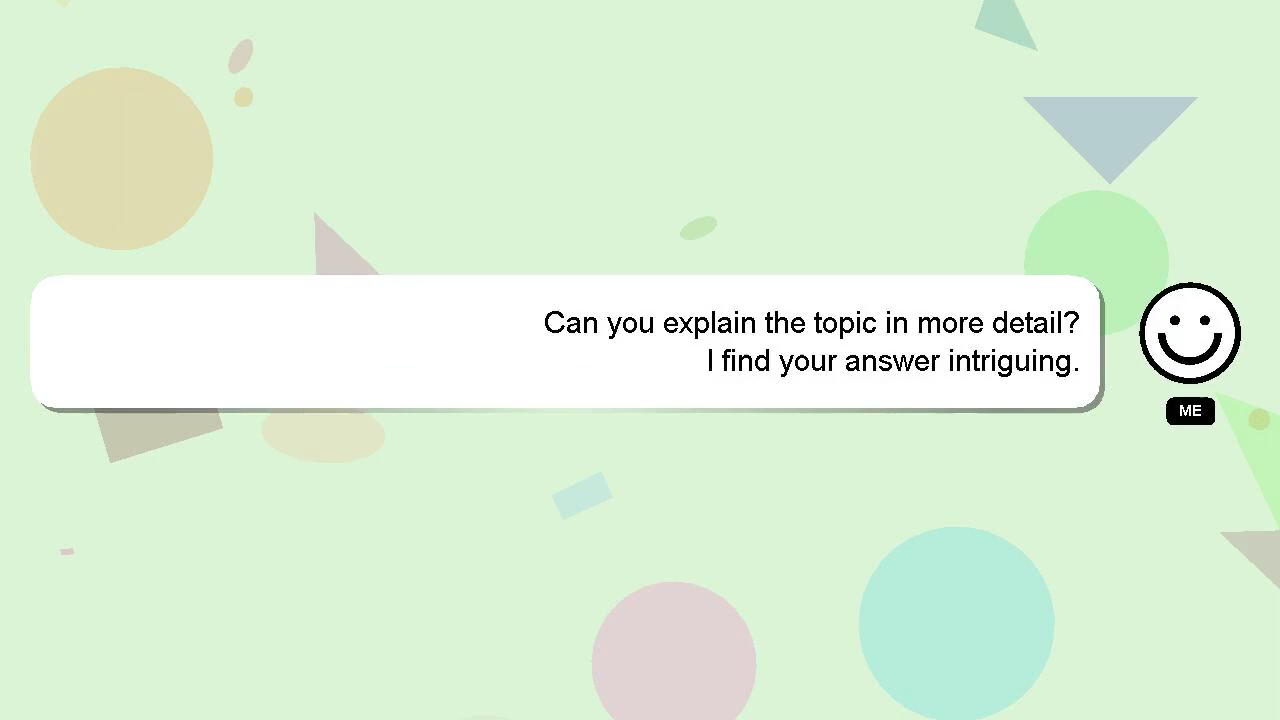 Can you explain the topic in more detail?
I find your answer intriguing.
ME